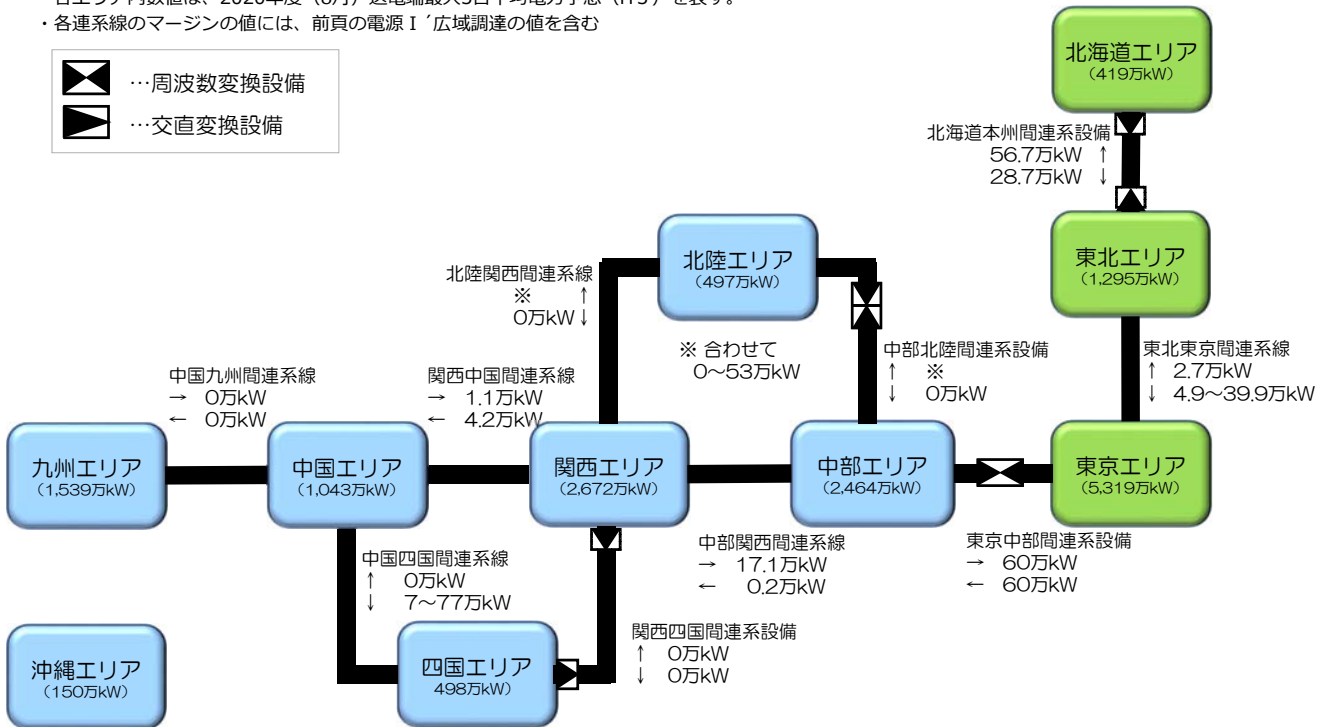 ・各連系線のマージンの値には、前頁の電源Ⅰ´広域調達の値を含む
…周波数変換設備
…交直変換設備
北海道エリア
(419万kW)
北海道本州間連系設備
56.7万kW ↑
28.7万kW ↓
東北エリア
(1,295万kW)
北陸エリア
(497万kW)
北陸関西間連系線
※ ↑
0万kW ↓
※ 合わせて
0～53万kW
中部北陸間連系設備
↑ ※
↓ 0万kW
東北東京間連系線
↑ 2.7万kW
↓ 4.9～39.9万kW
中国九州間連系線
→ 0万kW
← 0万kW
関西中国間連系線
→ 1.1万kW
← 4.2万kW
九州エリア
(1,539万kW)
中国エリア
(1,043万kW)
関西エリア
(2,672万kW)
中部エリア
(2,464万kW)
東京エリア
(5,319万kW)
中国四国間連系線
↑ 0万kW
↓ 7～77万kW
中部関西間連系線
→ 17.1万kW
← 0.2万kW
東京中部間連系設備
→ 60万kW
← 60万kW
関西四国間連系設備
↑ 0万kW
↓ 0万kW
沖縄エリア
(150万kW)
四国エリア
498万kW)